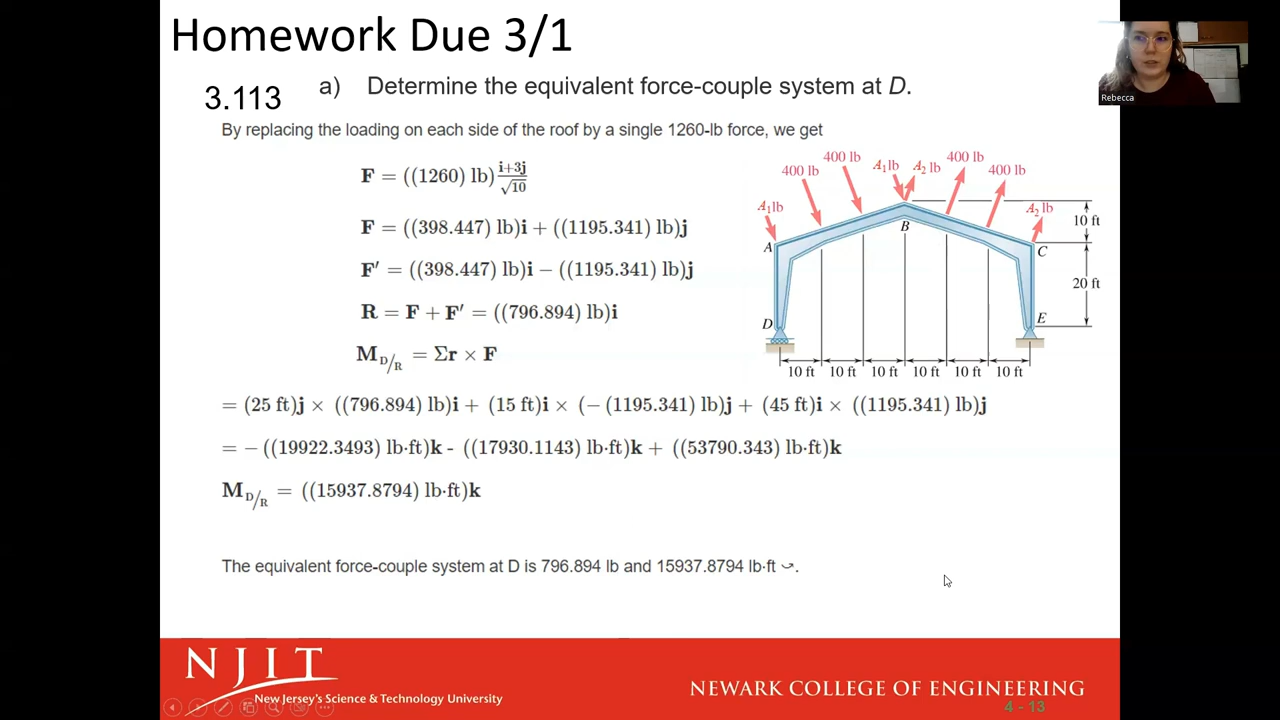 Homework Due 3/1
Rebecca
3.113
a) Determine the equivalent force-couple system at D.
By replacing the loading on each side of the roof by a single 1260-lb force, we get
F = ((1260) lb) i+3j/√10
F = ((398.447) lb)i + ((1195.341) lb)j
F′ = ((398.447) lb)i − ((1195.341) lb)j
R = F + F′ = ((796.894) lb)i
M D/R = Σr × F
= (25 ft)j × ((796.894) lb)i + (15 ft)i × (− (1195.341) lb)j + (45 ft)i × ((1195.341) lb)j
= − ((19922.3493) lb·ft)k - ((17930.1143) lb·ft)k + ((53790.343) lb·ft)k
M D/R = ((15937.8794) lb·ft)k
The equivalent force-couple system at D is 796.894 lb and 15937.8794 lb·ft ⤻.
400 lb
400 lb
A₁lb
A₂ lb
400 lb
400 lb
A₁lb
A₂ lb
10 ft
A
B
C
20 ft
D
E
10 ft 10 ft 10 ft 10 ft 10 ft 10 ft
NJIT
New Jersey's Science & Technology University
NEWARK COLLEGE OF ENGINEERING
4 - 13